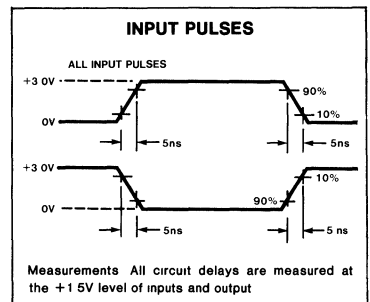 INPUT PULSES
ALL INPUT PULSES
+3 0V
90%
10%
0V
5ns
5ns
+3 0V
10%
0V
90%
5ns
5 ns
Measurements All circuit delays are measured at
the +1 5V level of inputs and output